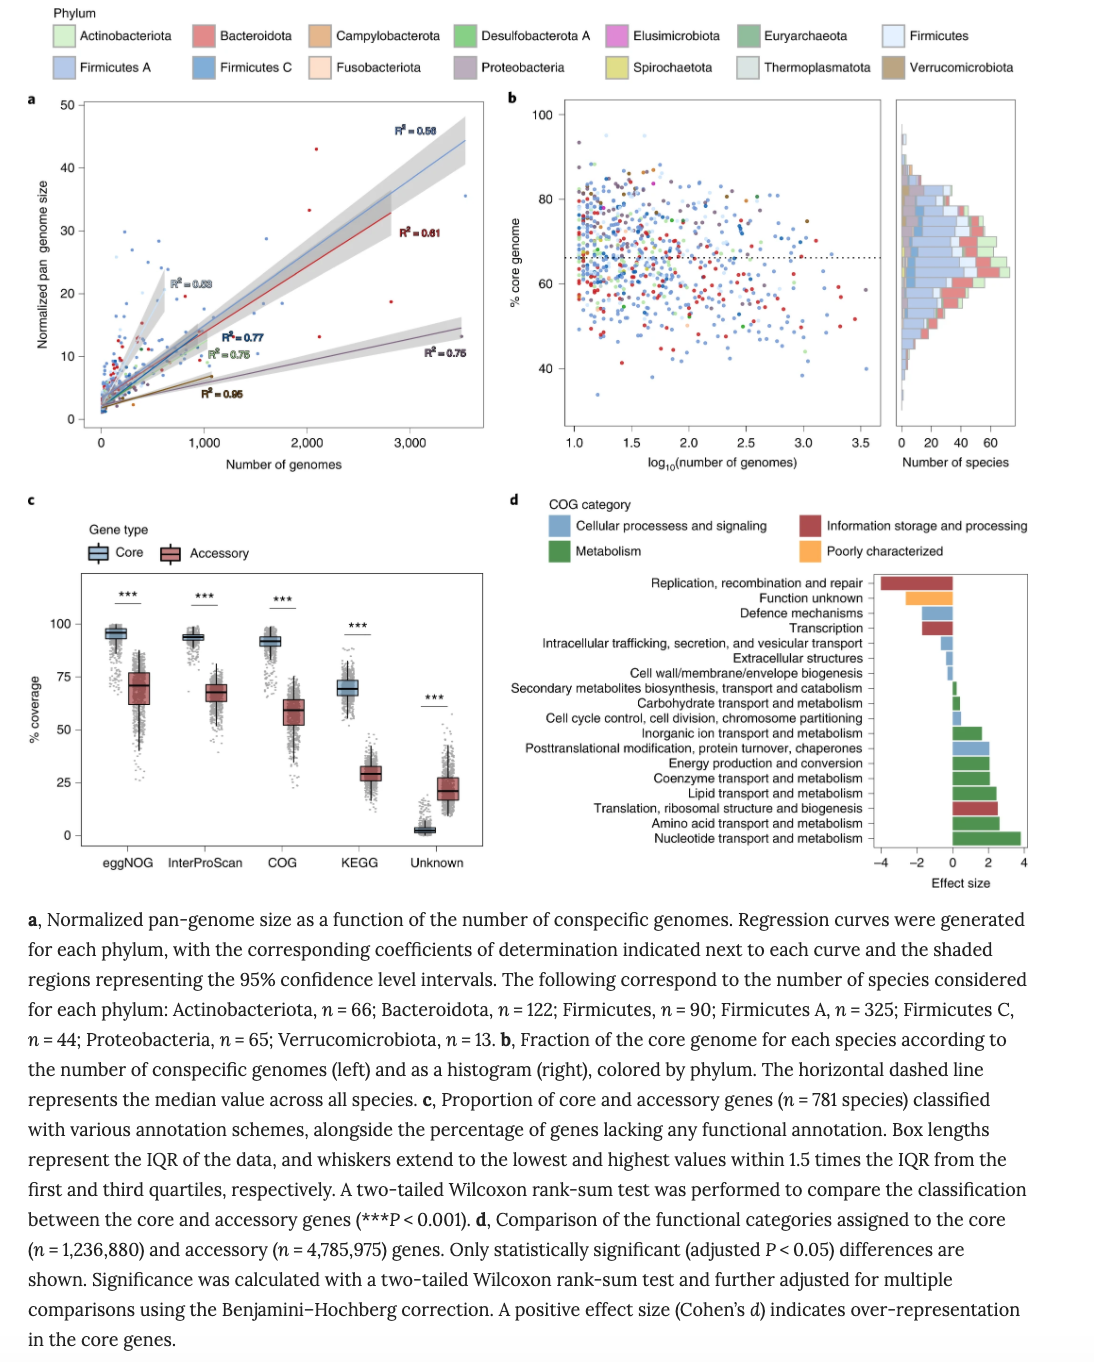 Phylum
Actinobacteriota Bacteroidota Campylobacterota Desulfobacterota A Elusimicrobiota Euryarchaeota Firmicutes
Firmicutes A Firmicutes C Fusobacteriota Proteobacteria Spirochaetota Thermoplasmatota Verrucomicrobiota
a
50
40
30
20
10
0
Normalized pan genome size
R² = 0.56
R² = 0.61
R² = 0.77
R² = 0.75
R² = 0.75
R² = 0.95
0 1,000 2,000 3,000
Number of genomes
b
100
80
60
40
% core genome
1.0 1.5 2.0 2.5 3.0 3.5
log10(number of genomes)
0 20 40 60
Number of species
c
Gene type
Core Accessory
100
75
50
25
0
% coverage
***
***
***
***
***
eggNOG InterProScan COG KEGG Unknown
d
COG category
Cellular processess and signaling Information storage and processing
Metabolism Poorly characterized
Replication, recombination and repair
Function unknown
Defence mechanisms
Transcription
Intracellular trafficking, secretion, and vesicular transport
Extracellular structures
Cell wall/membrane/envelope biogenesis
Secondary metabolites biosynthesis, transport and catabolism
Carbohydrate transport and metabolism
Cell cycle control, cell division, chromosome partitioning
Inorganic ion transport and metabolism
Posttranslational modification, protein turnover, chaperones
Energy production and conversion
Coenzyme transport and metabolism
Lipid transport and metabolism
Translation, ribosomal structure and biogenesis
Amino acid transport and metabolism
Nucleotide transport and metabolism
−4 −2 0 2 4
Effect size
a, Normalized pan-genome size as a function of the number of conspecific genomes. Regression curves were generated
for each phylum, with the corresponding coefficients of determination indicated next to each curve and the shaded
regions representing the 95% confidence level intervals. The following correspond to the number of species considered
for each phylum: Actinobacteriota, n = 66; Bacteroidota, n = 122; Firmicutes, n = 90; Firmicutes A, n = 325; Firmicutes C,
n = 44; Proteobacteria, n = 65; Verrucomicrobiota, n = 13. b, Fraction of the core genome for each species according to
the number of conspecific genomes (left) and as a histogram (right), colored by phylum. The horizontal dashed line
represents the median value across all species. c, Proportion of core and accessory genes (n = 781 species) classified
with various annotation schemes, alongside the percentage of genes lacking any functional annotation. Box lengths
represent the IQR of the data, and whiskers extend to the lowest and highest values within 1.5 times the IQR from the
first and third quartiles, respectively. A two-tailed Wilcoxon rank-sum test was performed to compare the classification
between the core and accessory genes (***P < 0.001). d, Comparison of the functional categories assigned to the core
(n = 1,236,880) and accessory (n = 4,785,975) genes. Only statistically significant (adjusted P < 0.05) differences are
shown. Significance was calculated with a two-tailed Wilcoxon rank-sum test and further adjusted for multiple
comparisons using the Benjamini–Hochberg correction. A positive effect size (Cohen's d) indicates over-representation
in the core genes.